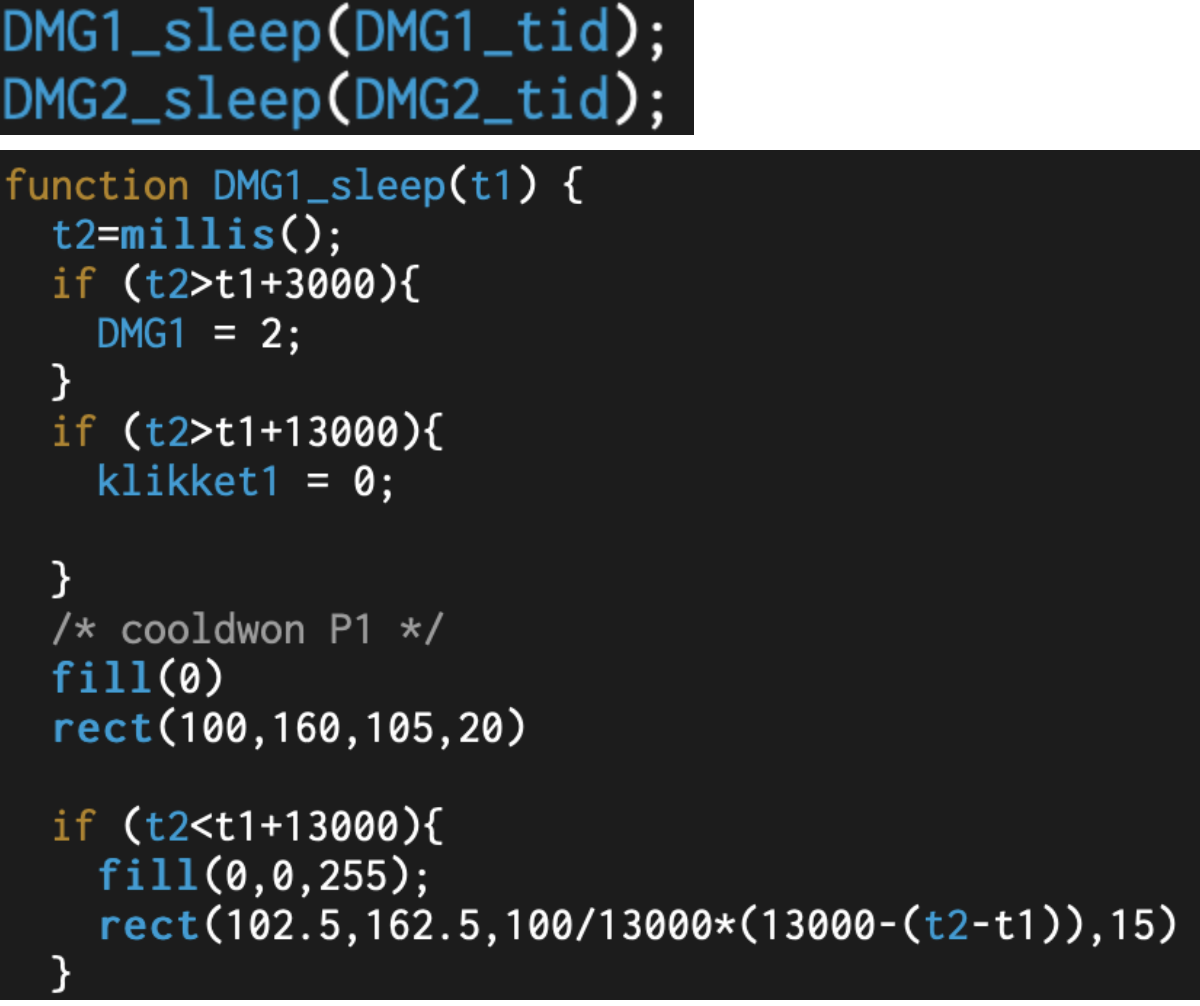 DMG1_sleep(DMG1_tid);
DMG2_sleep(DMG2_tid);
function DMG1_sleep(t1) {
t2=millis();
if (t2>t1+3000){
DMG1 = 2;
}
if (t2>t1+13000){
klikket1 = 0;
}
/* cooldwon P1 */
fill(0)
rect(100,160,105,20)
if (t2<t1+13000){
fill(0,0,255);
rect(102.5,162.5,100/13000*(13000-(t2-t1)),15)
}